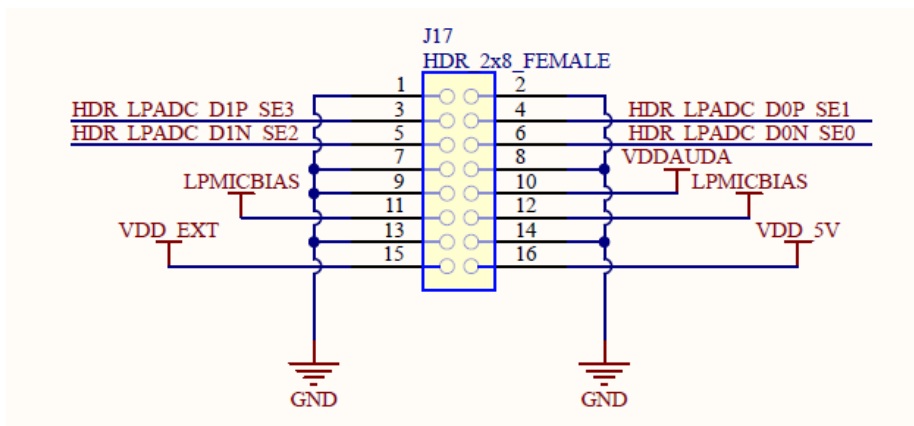 J17
HDR_2x8_FEMALE
1 2
HDR_LPADC_D1P_SE3 3 4 HDR_LPADC_D0P_SE1
HDR_LPADC_D1N_SE2 5 6 HDR_LPADC_D0N_SE0
7 8 VDDAUDA
LPMICBIAS 9 10 LPMICBIAS
11 12
VDD_EXT 13 14 VDD_5V
15 16
GND GND